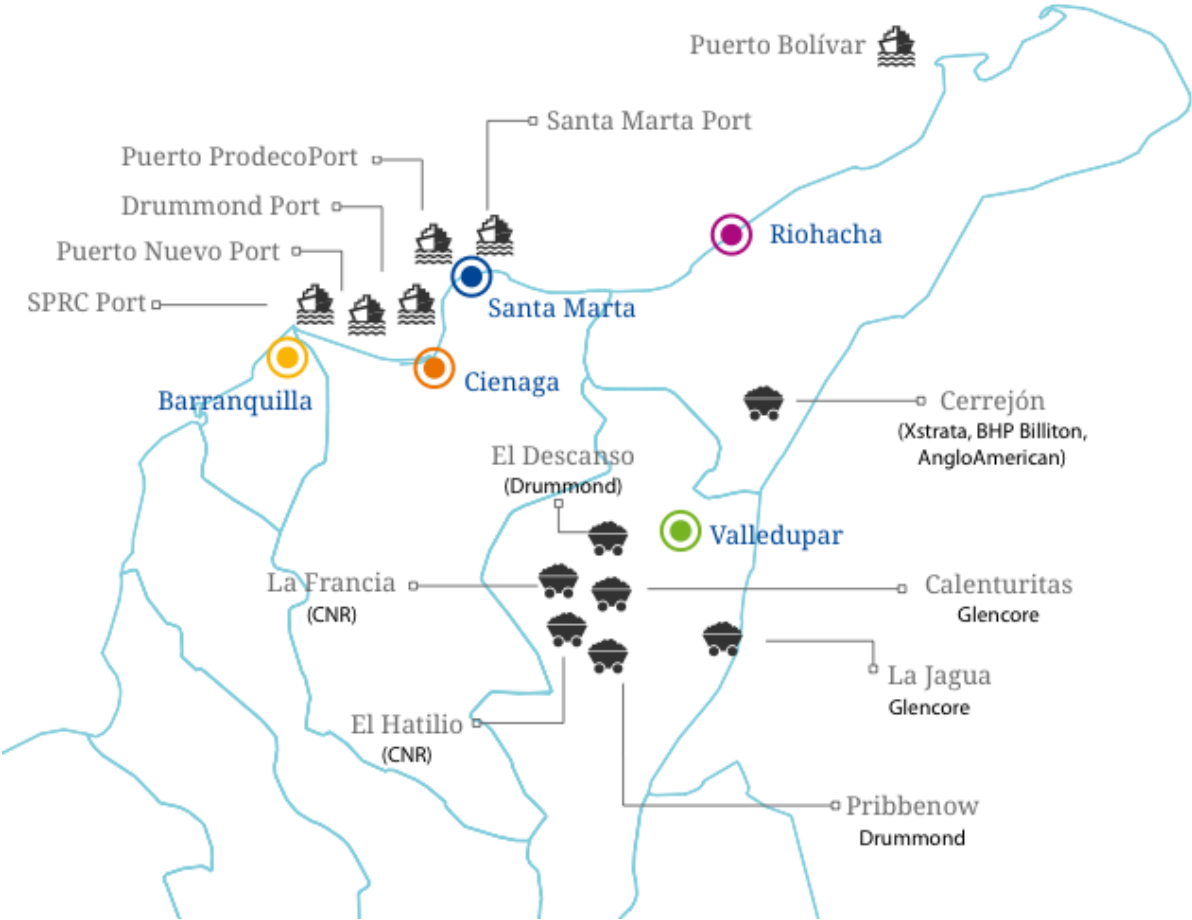 Puerto Bolívar
Santa Marta Port
Puerto ProdecoPort
Drummond Port
Puerto Nuevo Port
SPRC Port
Riohacha
Santa Marta
Cienaga
Barranquilla
Cerrejón
(Xstrata, BHP Billiton,
AngloAmerican)
El Descanso
(Drummond)
Valledupar
La Francia
(CNR)
Calenturitas
Glencore
La Jagua
Glencore
El Hatilio
(CNR)
Pribbenow
Drummond